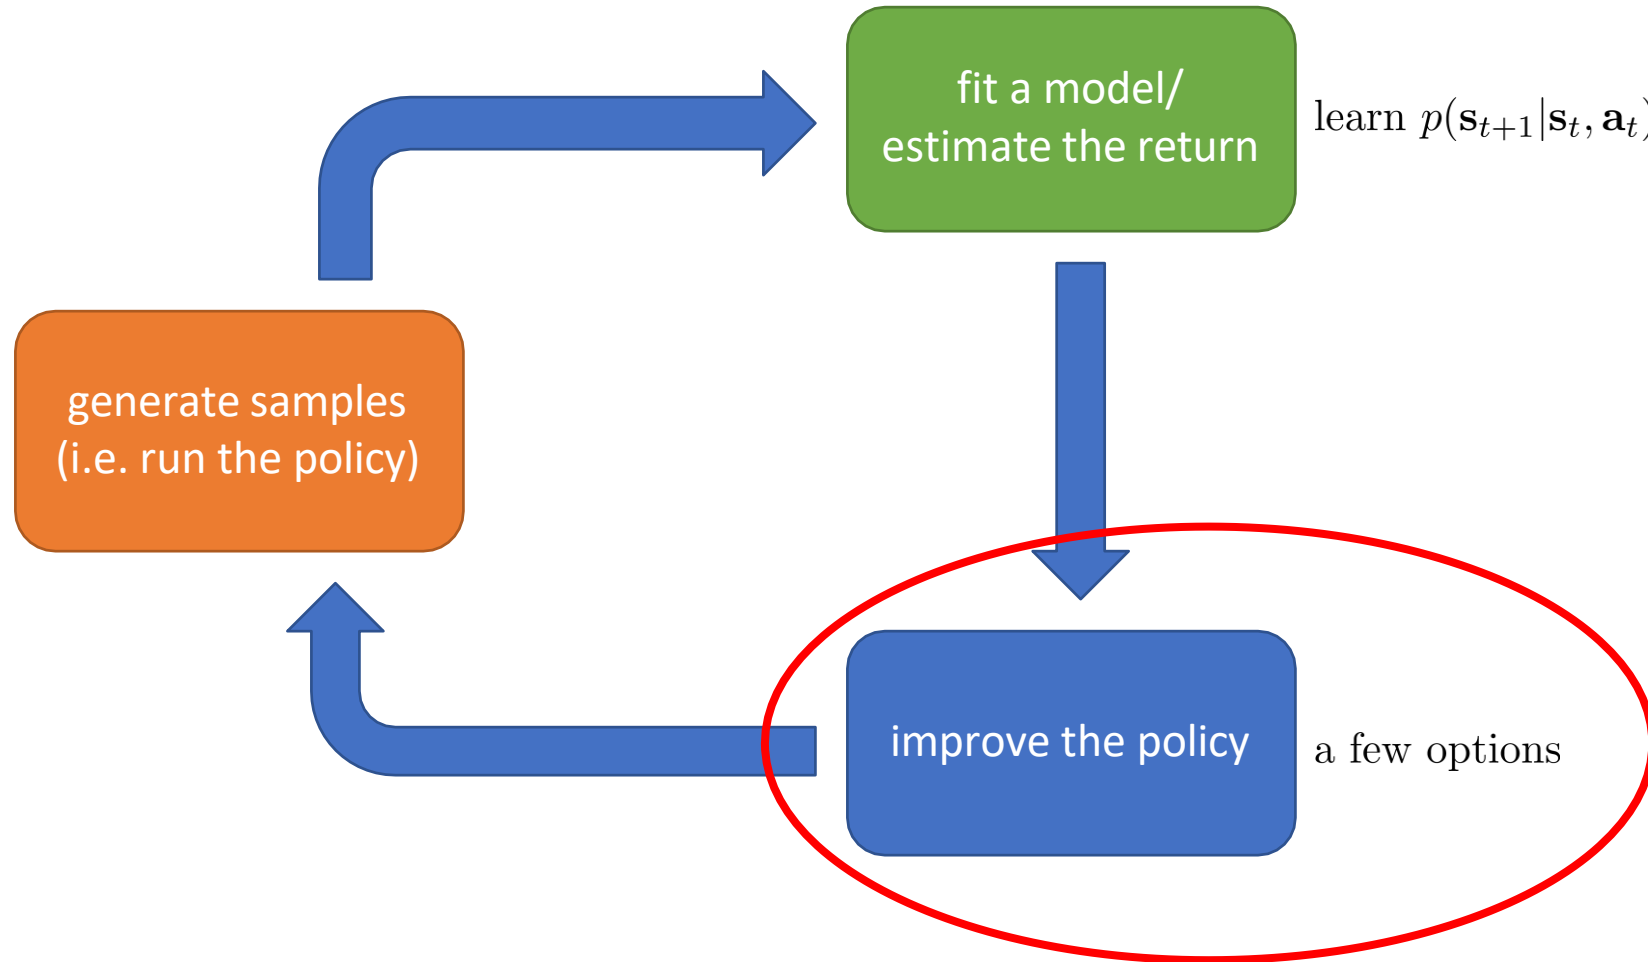 fit a model/
estimate the return
learn p(s_{t+1}|s_t, a_t)
generate samples
(i.e. run the policy)
improve the policy
a few options